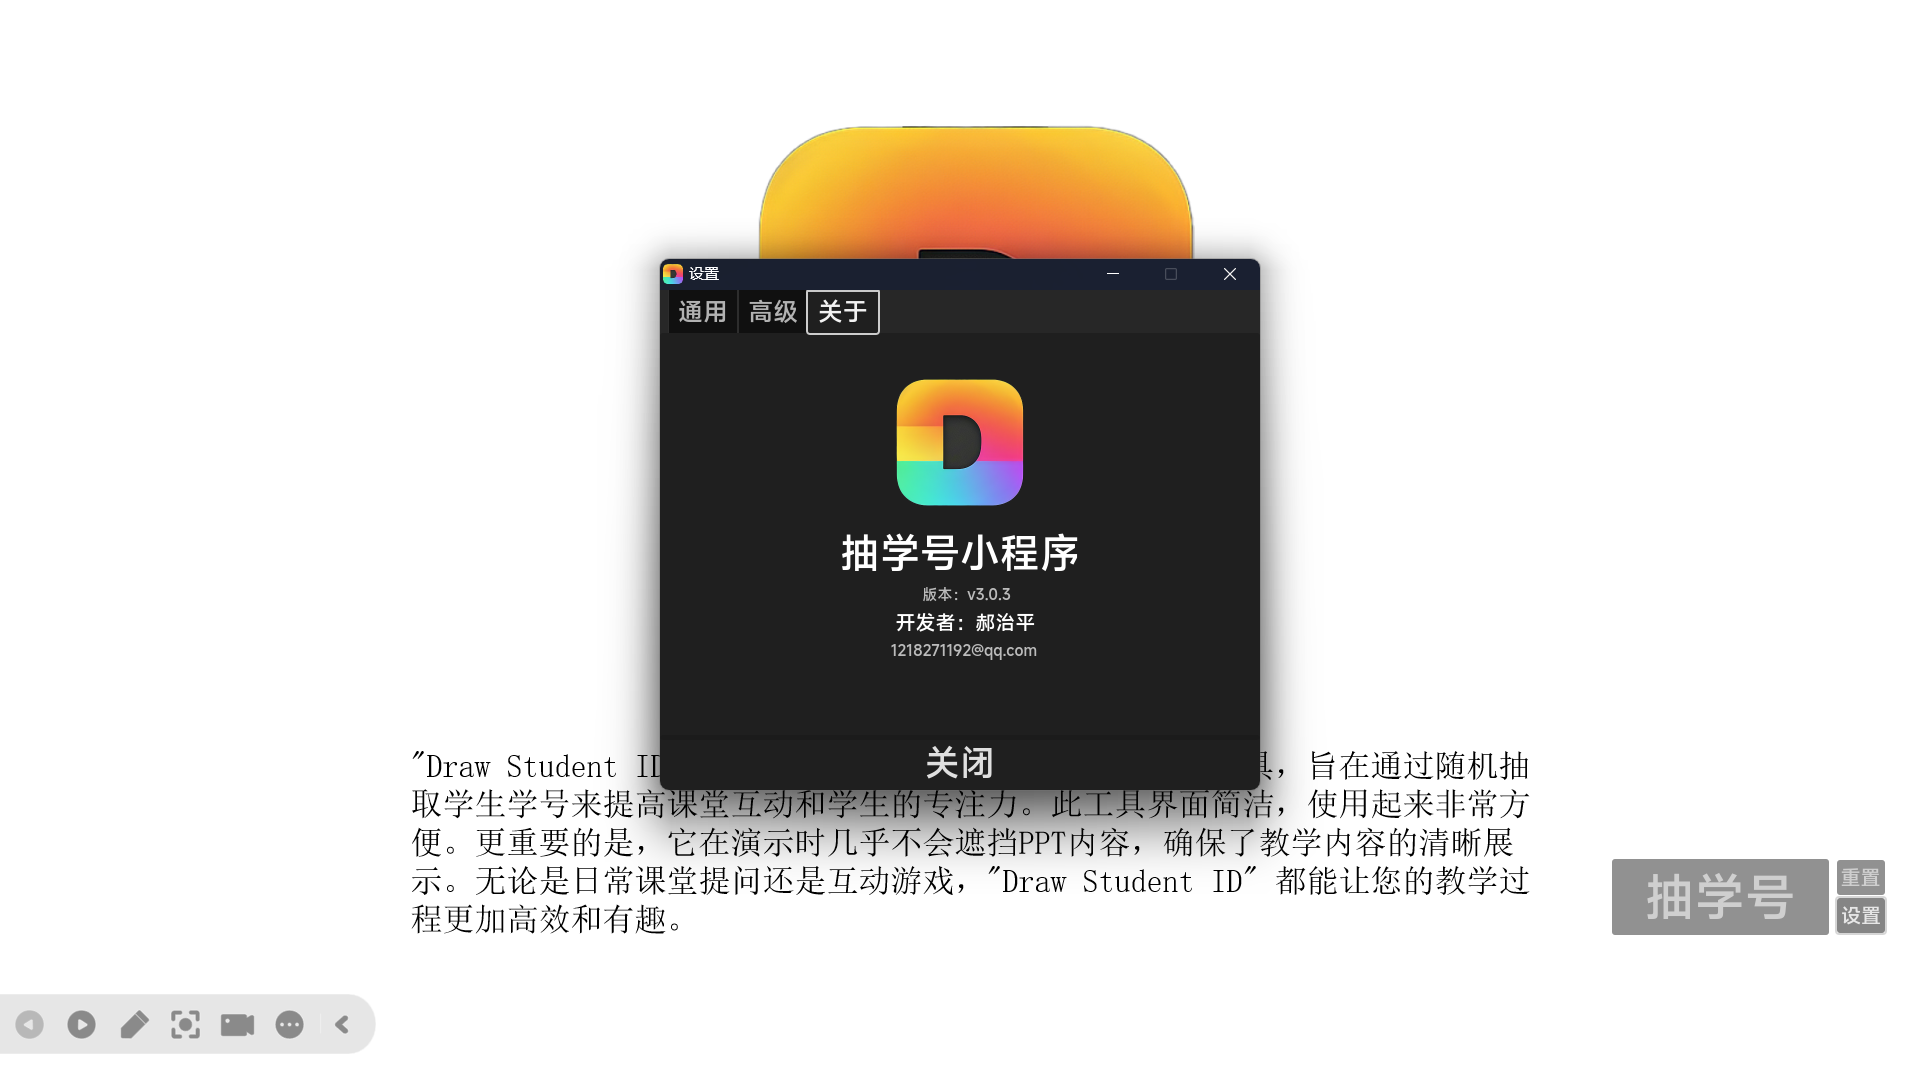 设置
通用 高级 关于
D
抽学号小程序
版本：v3.0.3
开发者：郝治平
1218271192@qq.com
关闭
"Draw Student ID
，旨在通过随机抽
取学生学号来提高课堂互动和学生的专注力。此工具界面简洁，使用起来非常方
便。更重要的是，它在演示时几乎不会遮挡PPT内容，确保了教学内容的清晰展
示。无论是日常课堂提问还是互动游戏，"Draw Student ID" 都能让您的教学过
程更加高效和有趣。
抽学号
重置
设置